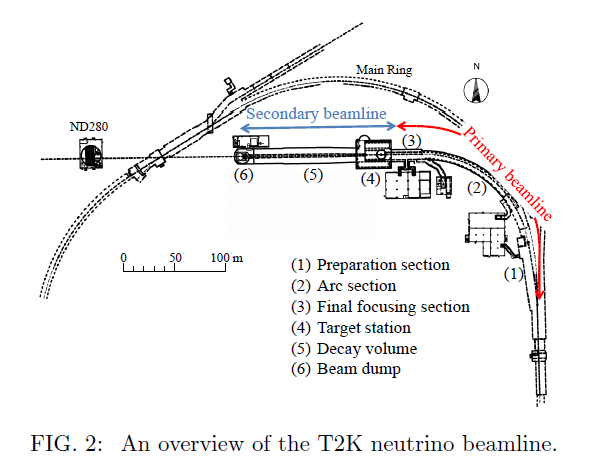 Main Ring
N
ND280
Secondary beamline
Primary beamline
(3)
(6)
(5)
(4)
(2)
(1)
0 50 100 m
(1) Preparation section
(2) Arc section
(3) Final focusing section
(4) Target station
(5) Decay volume
(6) Beam dump
FIG. 2: An overview of the T2K neutrino beamline.